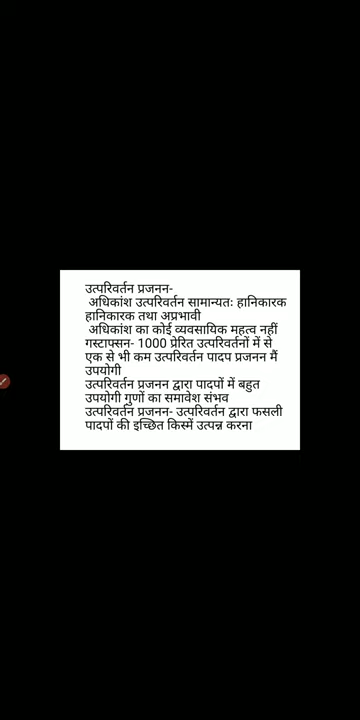 उत्परिवर्तन प्रजनन-
अधिकांश उत्परिवर्तन सामान्यतः हानिकारक
हानिकारक तथा अप्रभावी
अधिकांश का कोई व्यवसायिक महत्व नहीं
गस्टाफ्सन- 1000 प्रेरित उत्परिवर्तनों में से
एक से भी कम उत्परिवर्तन पादप प्रजनन मैं
उपयोगी
उत्परिवर्तन प्रजनन द्वारा पादपों में बहुत
उपयोगी गुणों का समावेश संभव
उत्परिवर्तन प्रजनन- उत्परिवर्तन द्वारा फसली
पादपों की इच्छित किस्में उत्पन्न करना